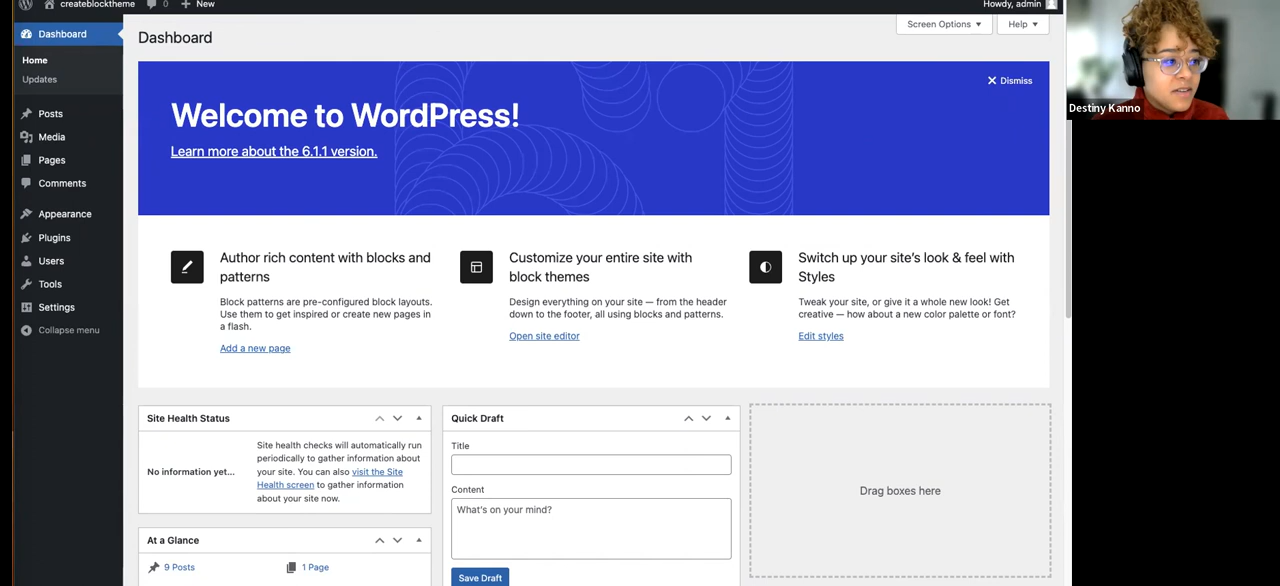 createblocktheme
0
New
Howdy, admin
Dashboard
Home
Updates
Posts
Media
Pages
Comments
Appearance
Plugins
Users
Tools
Settings
Collapse menu
Dashboard
Screen Options
Help
Welcome to WordPress!
Learn more about the 6.1.1 version.
Dismiss
Author rich content with blocks and
patterns
Block patterns are pre-configured block layouts.
Use them to get inspired or create new pages in
a flash.
Add a new page
Customize your entire site with
block themes
Design everything on your site — from the header
down to the footer, all using blocks and patterns.
Open site editor
Switch up your site's look & feel with
Styles
Tweak your site, or give it a whole new look! Get
creative — how about a new color palette or font?
Edit styles
Site Health Status
No information yet...
Site health checks will automatically run
periodically to gather information about
your site. You can also visit the Site
Health screen to gather information
about your site now.
At a Glance
9 Posts
1 Page
Quick Draft
Title
Content
What's on your mind?
Save Draft
Drag boxes here
Destiny Kanno